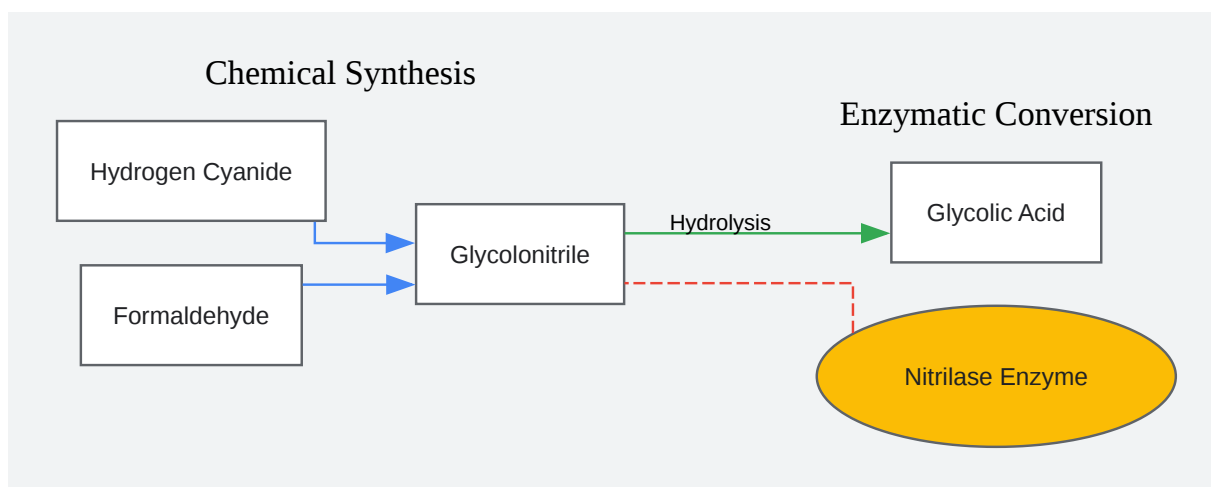 Chemical Synthesis
Hydrogen Cyanide
Formaldehyde
Glycolonitrile
Hydrolysis
Enzymatic Conversion
Glycolic Acid
Nitrilase Enzyme